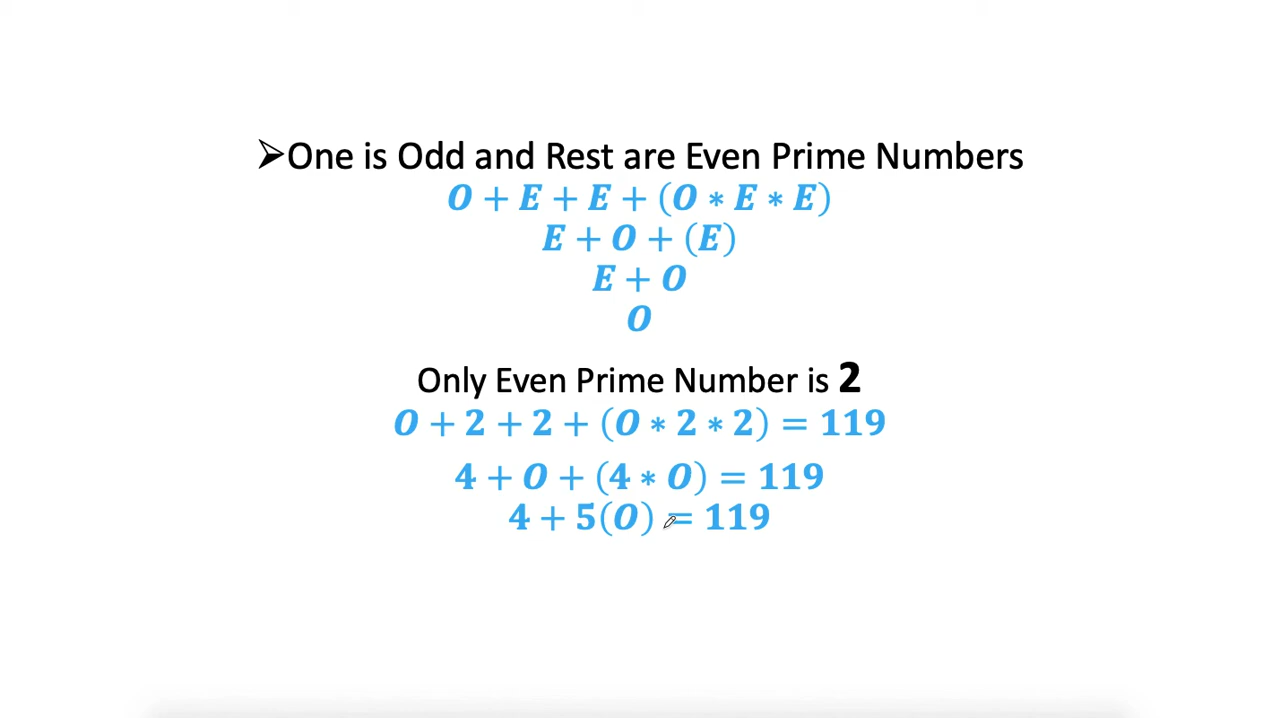 ➢One is Odd and Rest are Even Prime Numbers
O + E + E + (O * E * E)
E + O + (E)
E + O
O
Only Even Prime Number is 2
O + 2 + 2 + (O * 2 * 2) = 119
4 + O + (4 * O) = 119
4 + 5(O) = 119